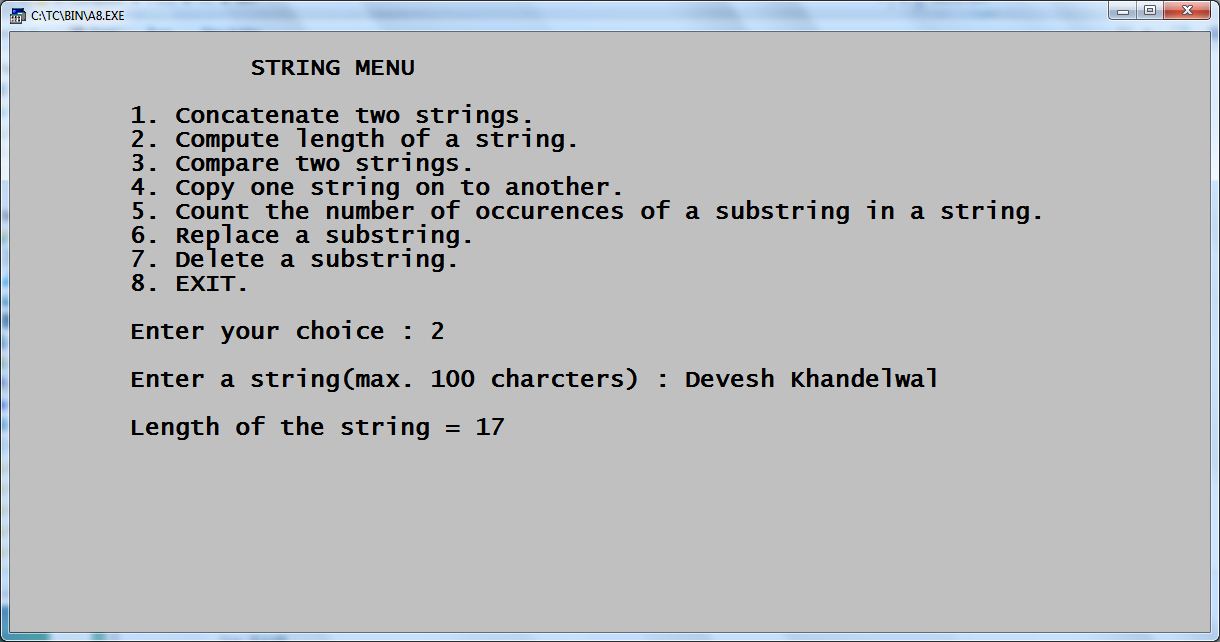 C:\TC\BIN\A8.EXE
STRING MENU
1. Concatenate two strings.
2. Compute length of a string.
3. Compare two strings.
4. Copy one string on to another.
5. Count the number of occurences of a substring in a string.
6. Replace a substring.
7. Delete a substring.
8. EXIT.
Enter your choice : 2
Enter a string(max. 100 charcters) : Devesh Khandelwal
Length of the string = 17